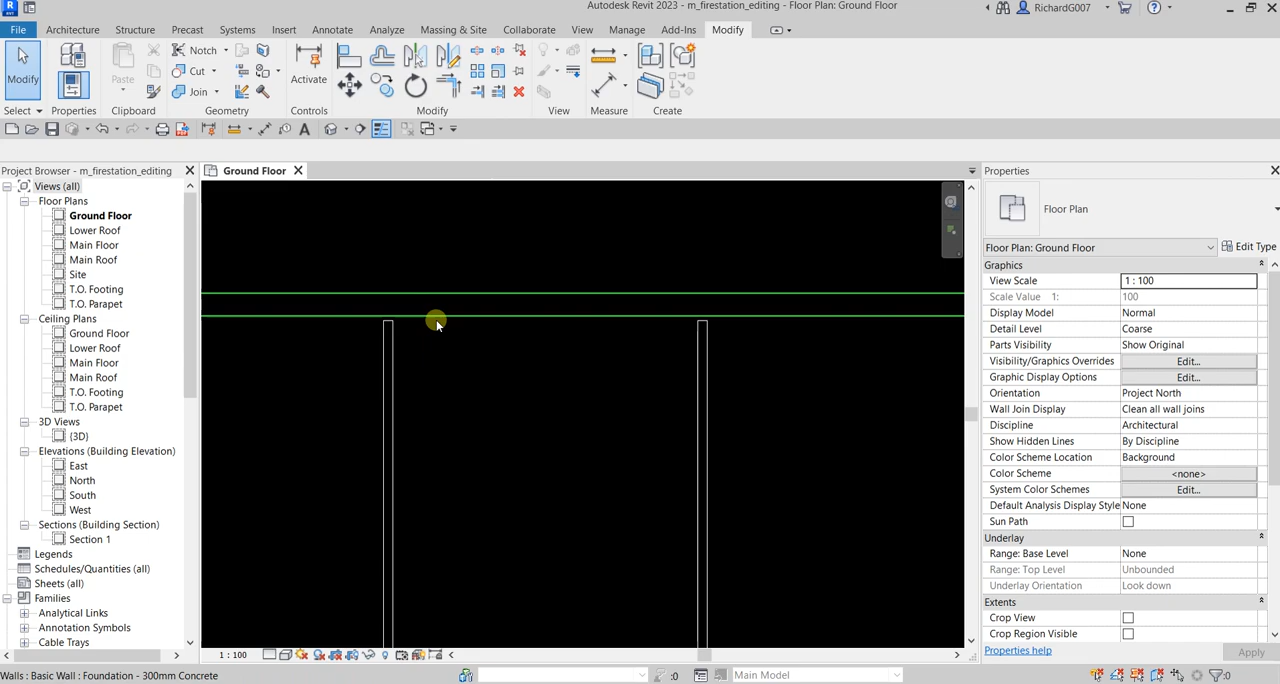 Autodesk Revit 2023 - m_firestation_editing - Floor Plan: Ground Floor
RichardG007
File Architecture Structure Precast Systems Insert Annotate Analyze Massing & Site Collaborate View Manage Add-Ins Modify
Modify
Paste
Notch
Cut
Join
Activate
Select Properties Clipboard Geometry Controls Modify View Measure Create
Project Browser - m_firestation_editing
Views (all)
Floor Plans
Ground Floor
Lower Roof
Main Floor
Main Roof
Site
T.O. Footing
T.O. Parapet
Ceiling Plans
Ground Floor
Lower Roof
Main Floor
Main Roof
T.O. Footing
T.O. Parapet
3D Views
{3D}
Elevations (Building Elevation)
East
North
South
West
Sections (Building Section)
Section 1
Legends
Schedules/Quantities (all)
Sheets (all)
Families
Analytical Links
Annotation Symbols
Cable Trays
Ground Floor
1 : 100
Properties
Floor Plan
Floor Plan: Ground Floor Edit Type
Graphics
View Scale 1 : 100
Scale Value 1: 100
Display Model Normal
Detail Level Coarse
Parts Visibility Show Original
Visibility/Graphics Overrides Edit...
Graphic Display Options Edit...
Orientation Project North
Wall Join Display Clean all wall joins
Discipline Architectural
Show Hidden Lines By Discipline
Color Scheme Location Background
Color Scheme <none>
System Color Schemes Edit...
Default Analysis Display Style None
Sun Path
Underlay
Range: Base Level None
Range: Top Level Unbounded
Underlay Orientation Look down
Extents
Crop View
Crop Region Visible
Properties help Apply
Walls : Basic Wall : Foundation - 300mm Concrete
:0
Main Model
:0